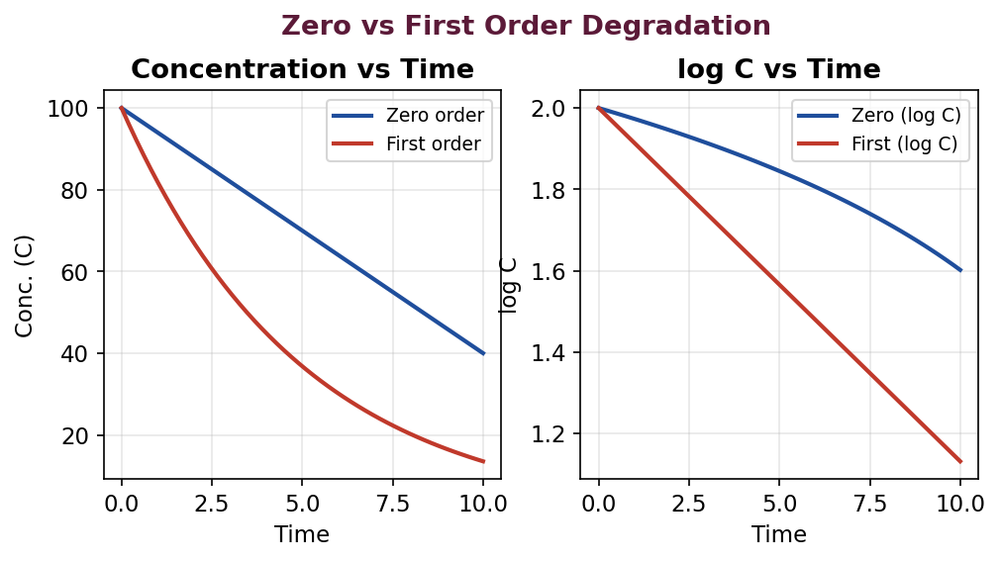 Zero vs First Order Degradation
Concentration vs Time
100
80
60
40
20
Conc. (C)
Zero order
First order
0.0 2.5 5.0 7.5 10.0
Time
log C vs Time
2.0
1.8
1.6
1.4
1.2
log C
Zero (log C)
First (log C)
0.0 2.5 5.0 7.5 10.0
Time